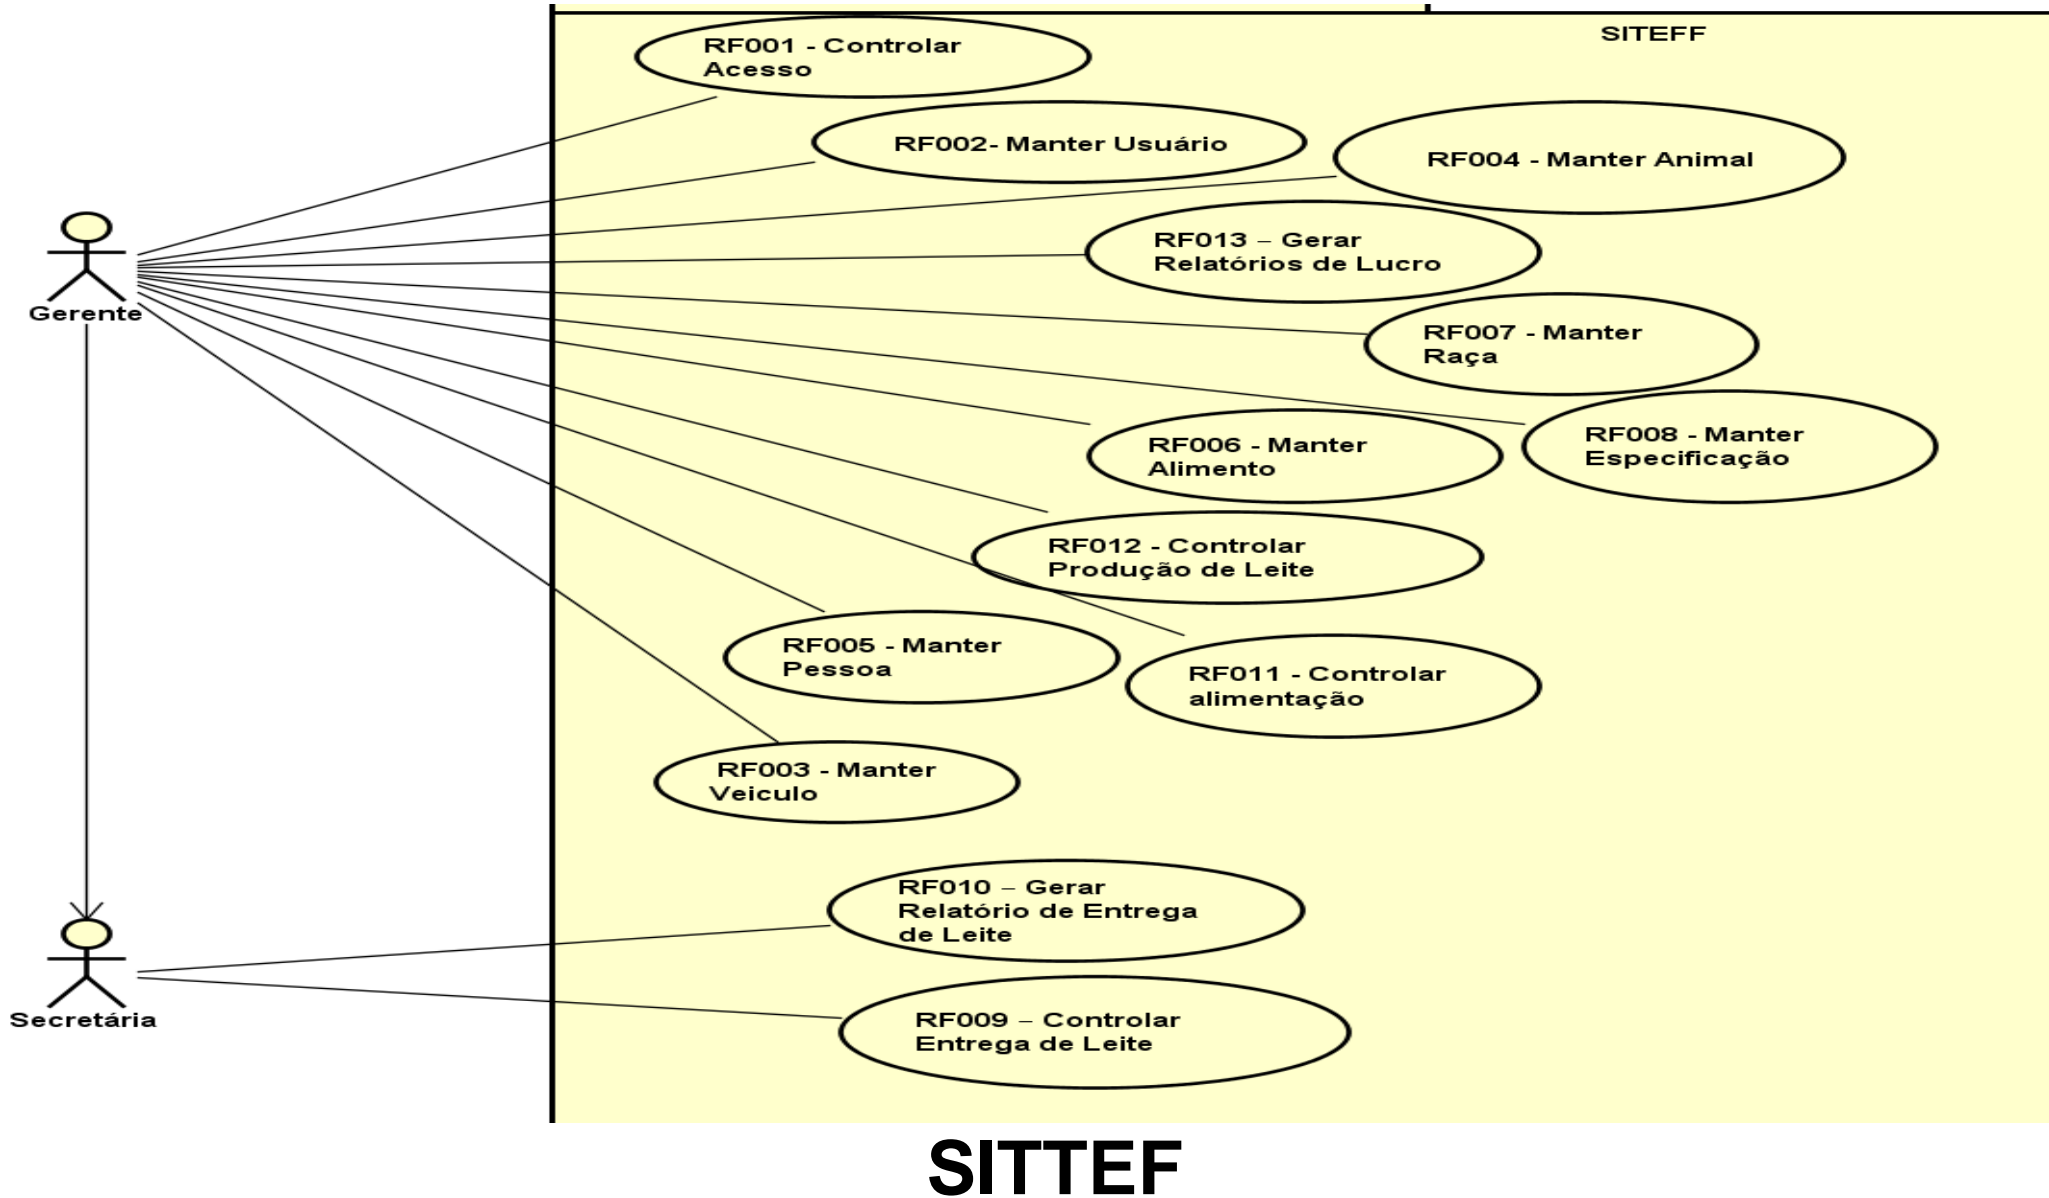 SITEFF
RF001 - Controlar
Acesso
RF002- Manter Usuário
RF004 - Manter Animal
RF013 – Gerar
Relatórios de Lucro
Gerente
RF007 - Manter
Raça
RF008 - Manter
Especificação
RF006 - Manter
Alimento
RF012 - Controlar
Produção de Leite
RF005 - Manter
Pessoa
RF011 - Controlar
alimentação
RF003 - Manter
Veiculo
RF010 – Gerar
Relatório de Entrega
de Leite
Secretária
RF009 – Controlar
Entrega de Leite
SITTEF